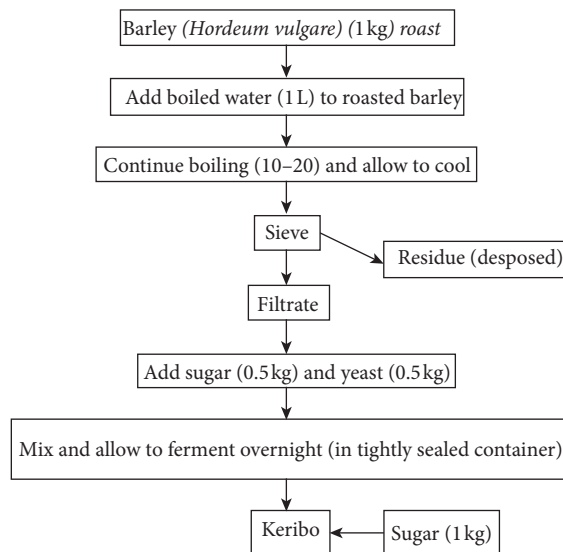 Barley (Hordeum vulgare) (1 kg) roast
Add boiled water (1 L) to roasted barley
Continue boiling (10–20) and allow to cool
Sieve
Residue (desposed)
Filtrate
Add sugar (0.5 kg) and yeast (0.5 kg)
Mix and allow to ferment overnight (in tightly sealed container)
Keribo
Sugar (1 kg)